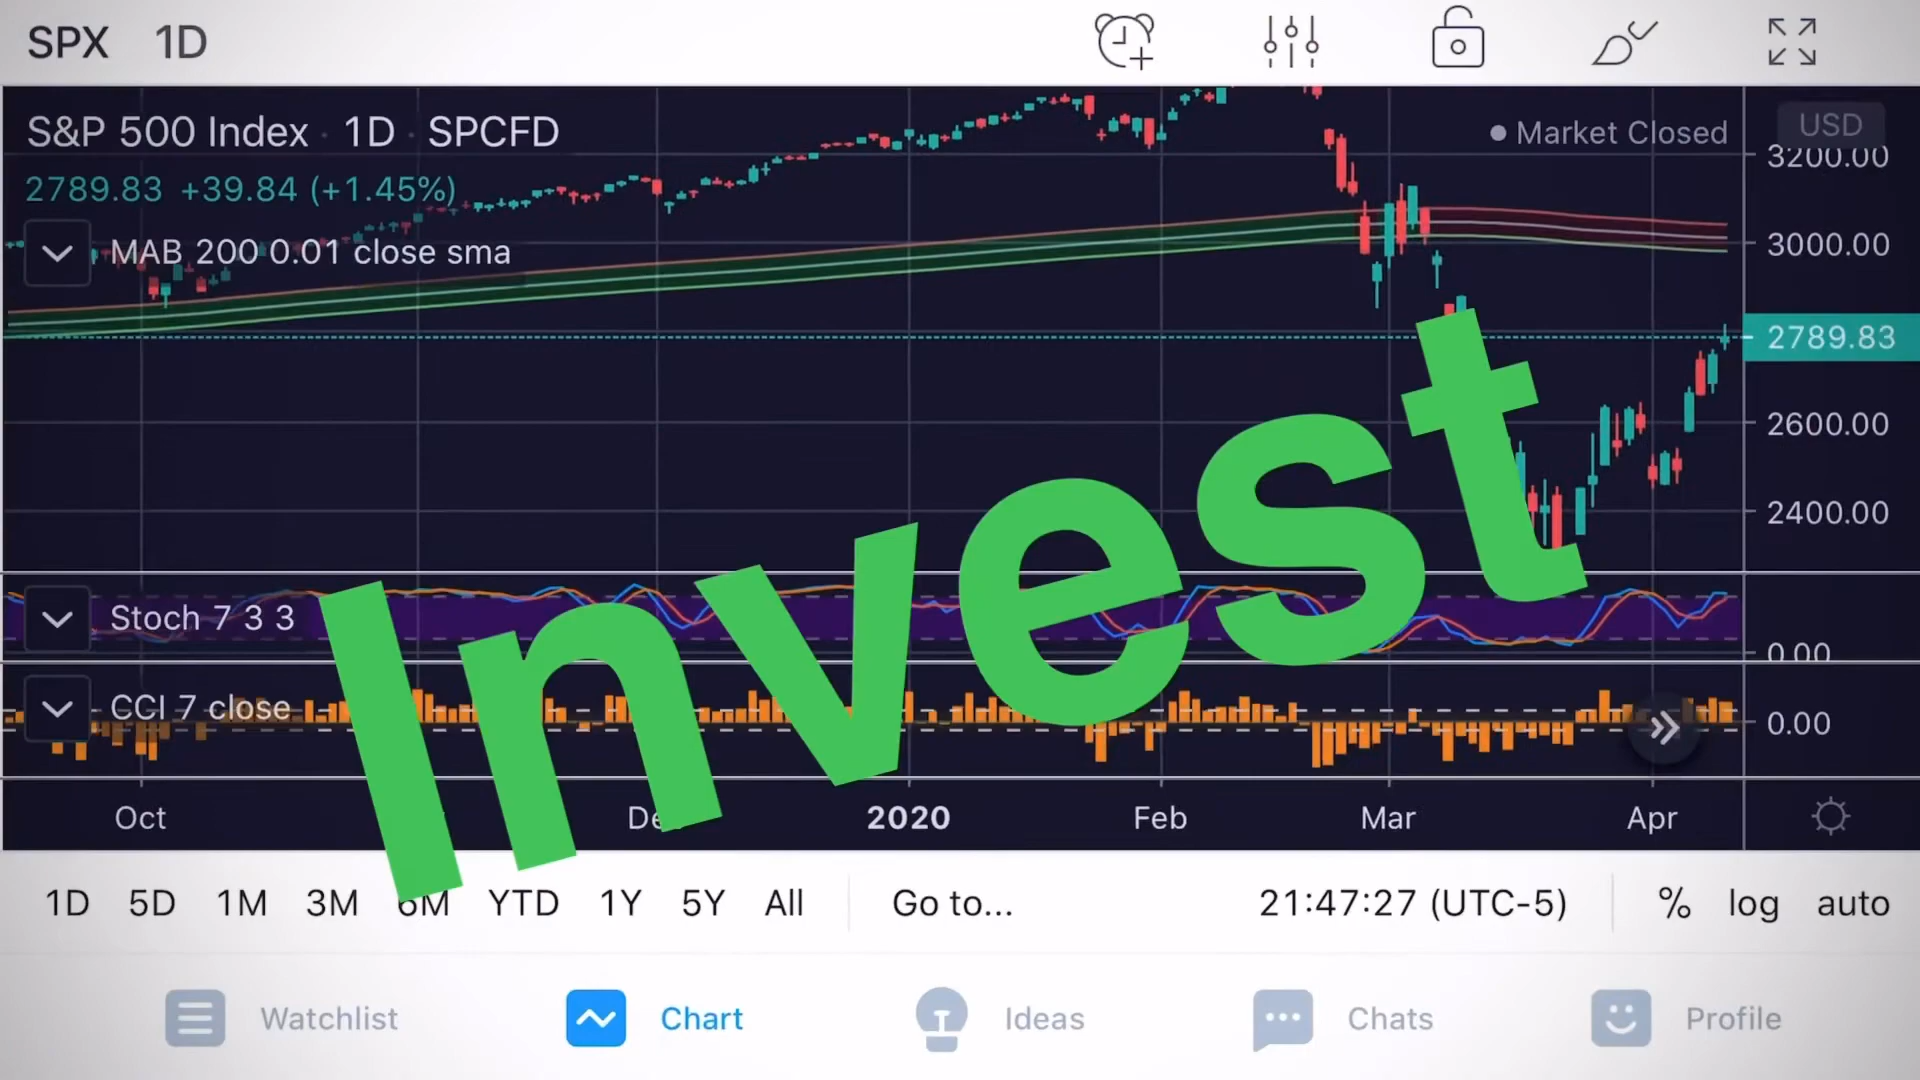 SPX 1D
S&P 500 Index · 1D · SPCFD
Market Closed
USD
3200.00
2789.83 +39.84 (+1.45%)
MAB 200 0.01 close sma
3000.00
2789.83
2600.00
2400.00
Invest
Stoch 7 3 3
0.00
CCI 7 close
0.00
Oct 2020 Feb Mar Apr
1D 5D 1M 3M 6M YTD 1Y 5Y All Go to... 21:47:27 (UTC-5) % log auto
Watchlist Chart Ideas Chats Profile